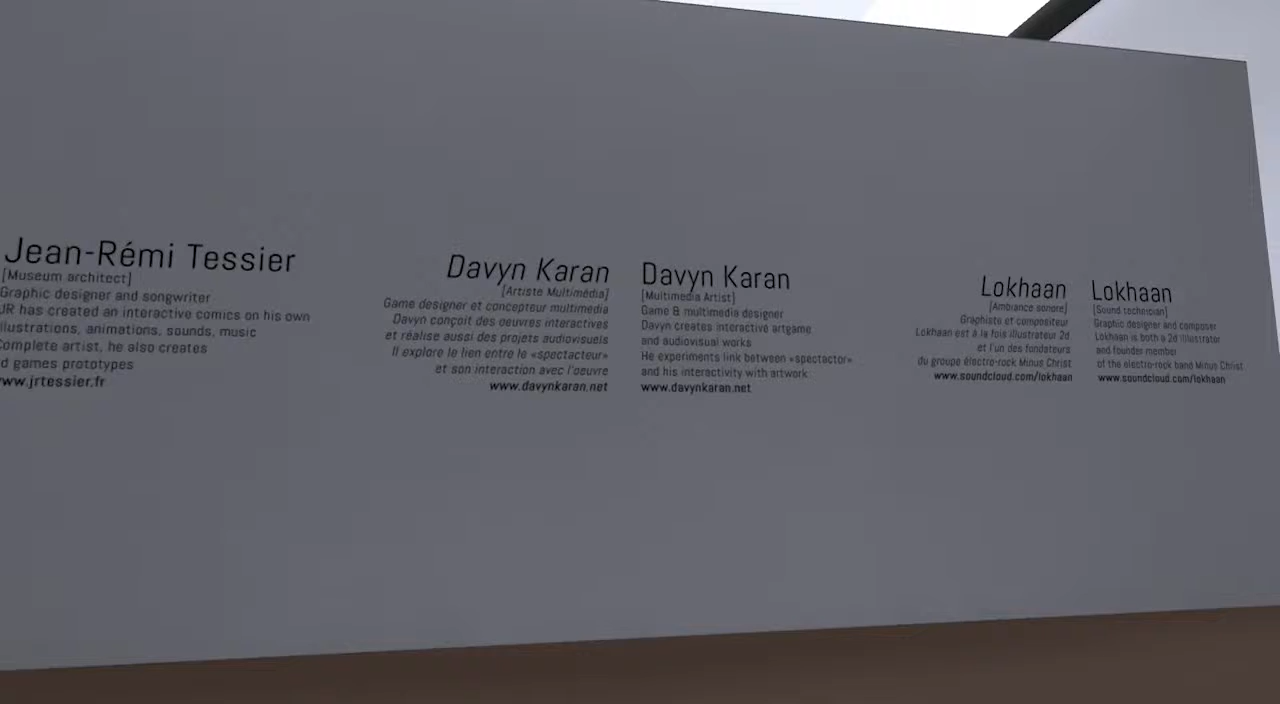 Jean-Rémi Tessier
[Museum architect]
Graphic designer and songwriter
JR has created an interactive comics on his own
illustrations, animations, sounds, music
Complete artist, he also creates
d games prototypes
www.jrtessier.fr
Davyn Karan
[Artiste Multimédia]
Game designer et concepteur multimédia
Davyn conçoit des oeuvres interactives
et réalise aussi des projets audiovisuels
Il explore le lien entre le «spectacteur»
et son interaction avec l'oeuvre
www.davynkaran.net
Davyn Karan
[Multimedia Artist]
Game & multimedia designer
Davyn creates interactive artgame
and audiovisual works
He experiments link between «spectactor»
and his interactivity with artwork
www.davynkaran.net
Lokhaan
[Ambiance sonore]
Graphiste et compositeur
Lokhaan est à la fois illustrateur 2d
et l'un des fondateurs
du groupe électro-rock Minus Christ
www.soundcloud.com/lokhaan
Lokhaan
[Sound technician]
Graphic designer and composer
Lokhaan is both a 2d illustrator
and founder member
of the electro-rock band Minus Christ
www.soundcloud.com/lokhaan